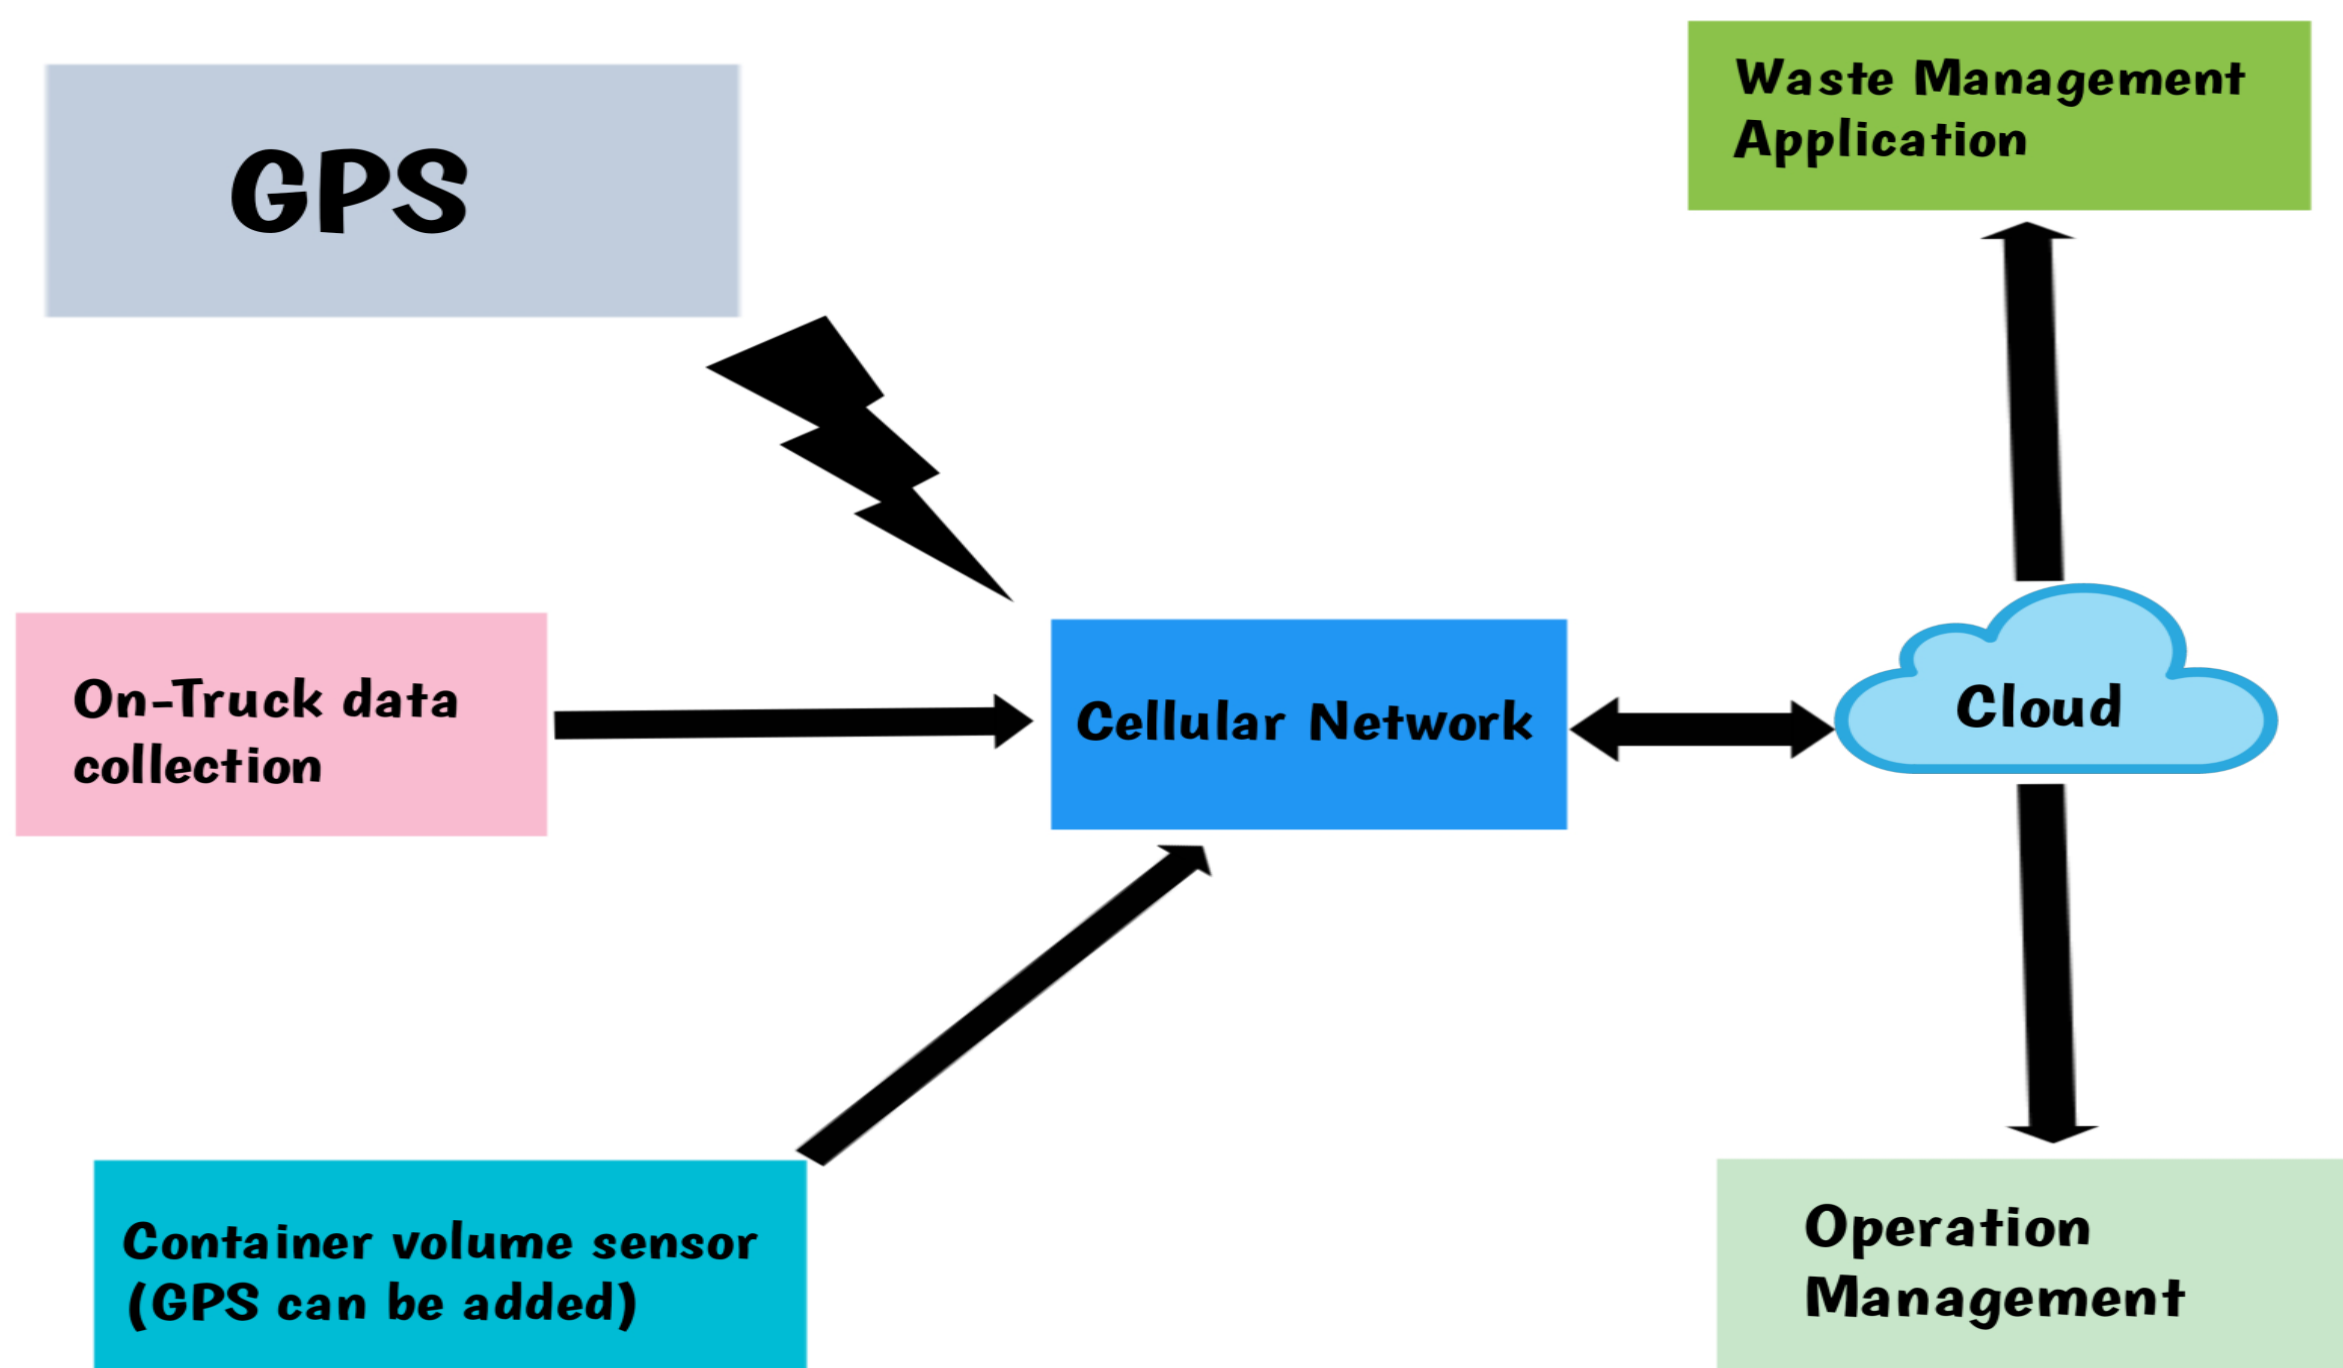 GPS
Waste Management
Application
On-Truck data
collection
Cellular Network
Cloud
Container volume sensor
(GPS can be added)
Operation
Management